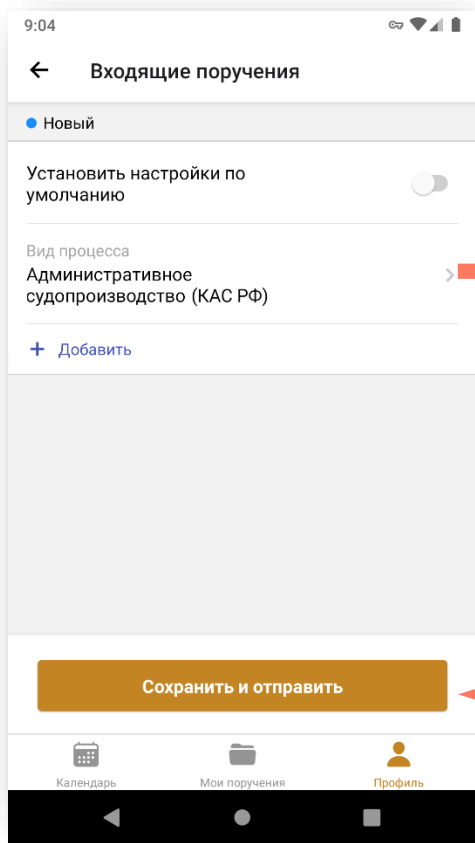 9:04
Входящие поручения
Новый
Установить настройки по
умолчанию
Вид процесса
Административное
судопроизводство (КАС РФ)
+ Добавить
Сохранить и отправить
Календарь
Мои поручения
Профиль